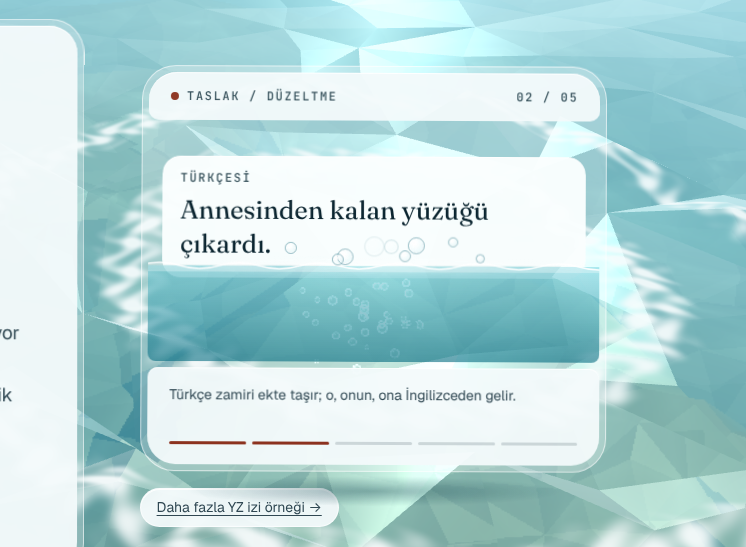 TASLAK / DÜZELTME
02 / 05
TÜRKÇESİ
Annesinden kalan yüzüğü
çıkardı.
yor
ik
Türkçe zamiri ekte taşır; o, onun, ona İngilizceden gelir.
Daha fazla YZ izi örneği →